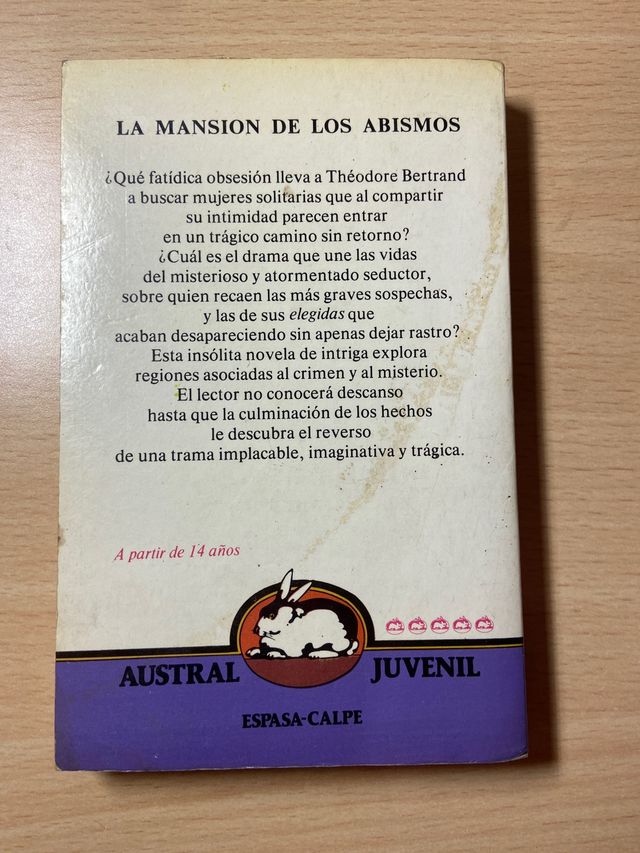 LA MANSION DE LOS ABISMOS
¿Qué fatídica obsesión lleva a Théodore Bertrand
a buscar mujeres solitarias que al compartir
su intimidad parecen entrar
en un trágico camino sin retorno?
¿Cuál es el drama que une las vidas
del misterioso y atormentado seductor,
sobre quien recaen las más graves sospechas,
y las de sus elegidas que
acaban desapareciendo sin apenas dejar rastro?
Esta insólita novela de intriga explora
regiones asociadas al crimen y al misterio.
El lector no conocerá descanso
hasta que la culminación de los hechos
le descubra el reverso
de una trama implacable, imaginativa y trágica.
A partir de 14 años
AUSTRAL JUVENIL
ESPASA-CALPE